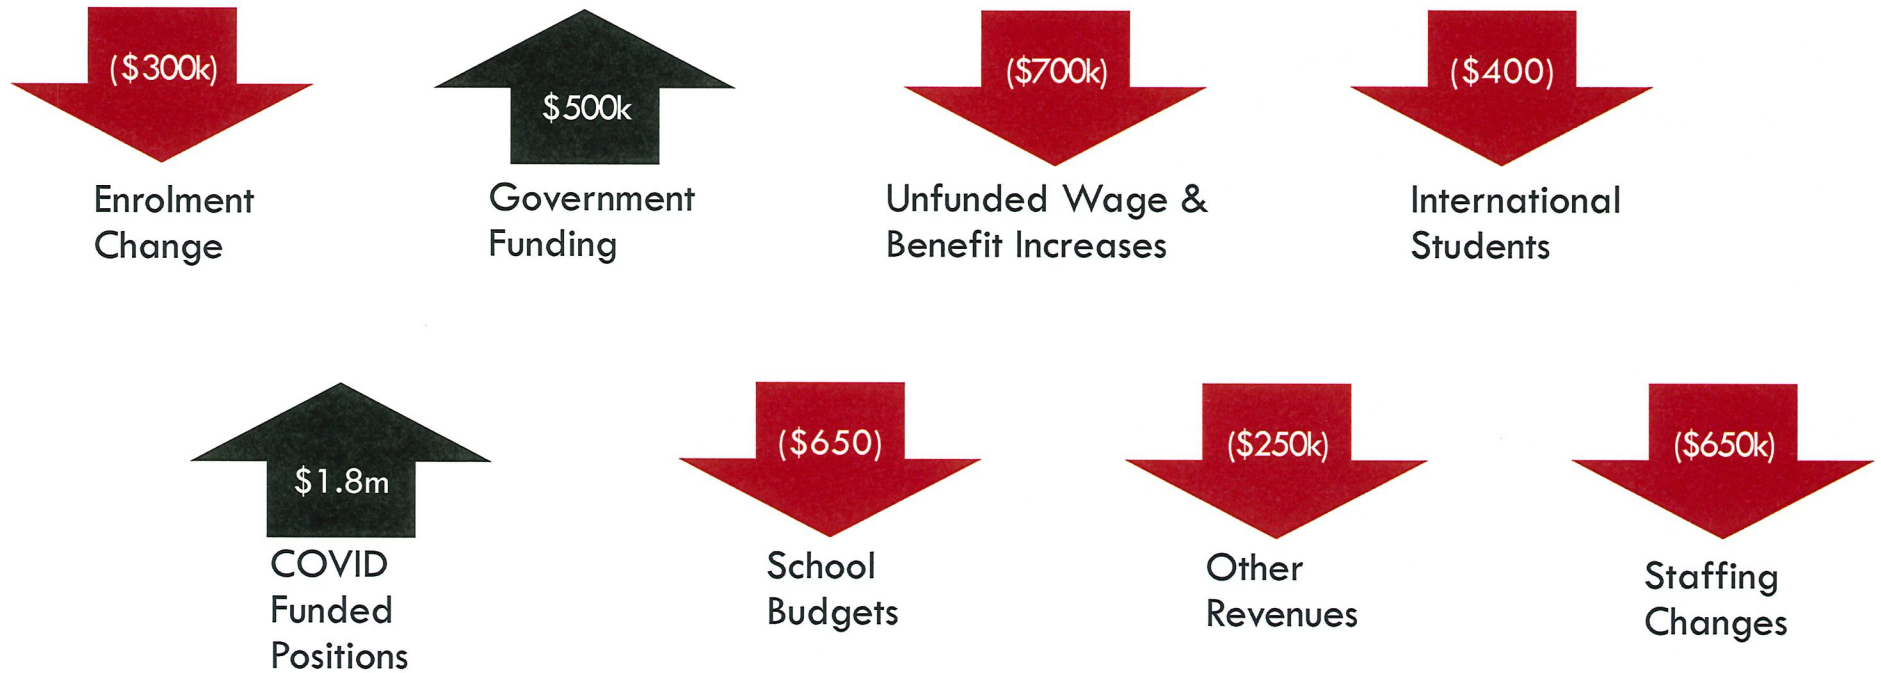 ($300k)
Enrolment
Change
$500k
Government
Funding
($700k)
Unfunded Wage &
Benefit Increases
($400)
International
Students
$1.8m
COVID
Funded
Positions
($650)
School
Budgets
($250k)
Other
Revenues
($650k)
Staffing
Changes